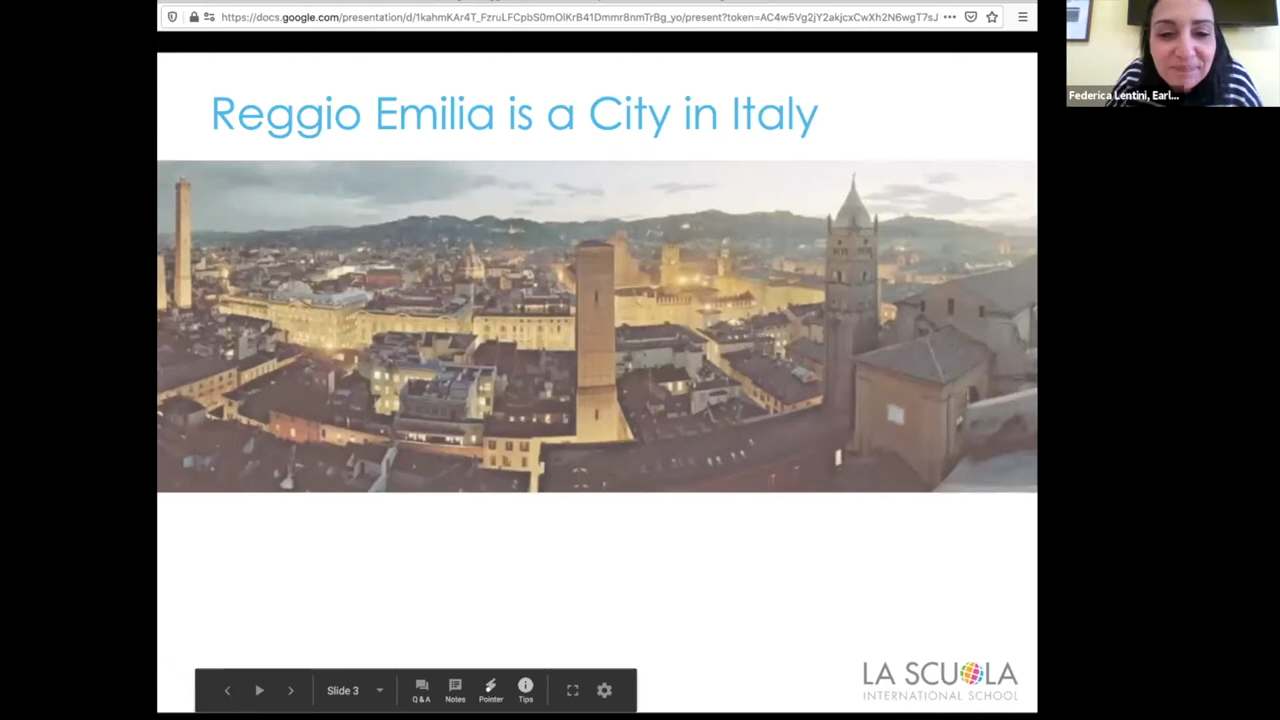 https://docs.google.com/presentation/d/1kahmKAr4T_FzruLFCpbS0mOlKrB41Dmmr8nmTrBg_yo/present?token=AC4w5Vg2jY2akjcxCwXh2N6wgT7sJ
Federica Lentini, Earl...
Reggio Emilia is a City in Italy
Slide 3
Q&A
Notes
Pointer
Tips
LA SCUOLA
INTERNATIONAL SCHOOL